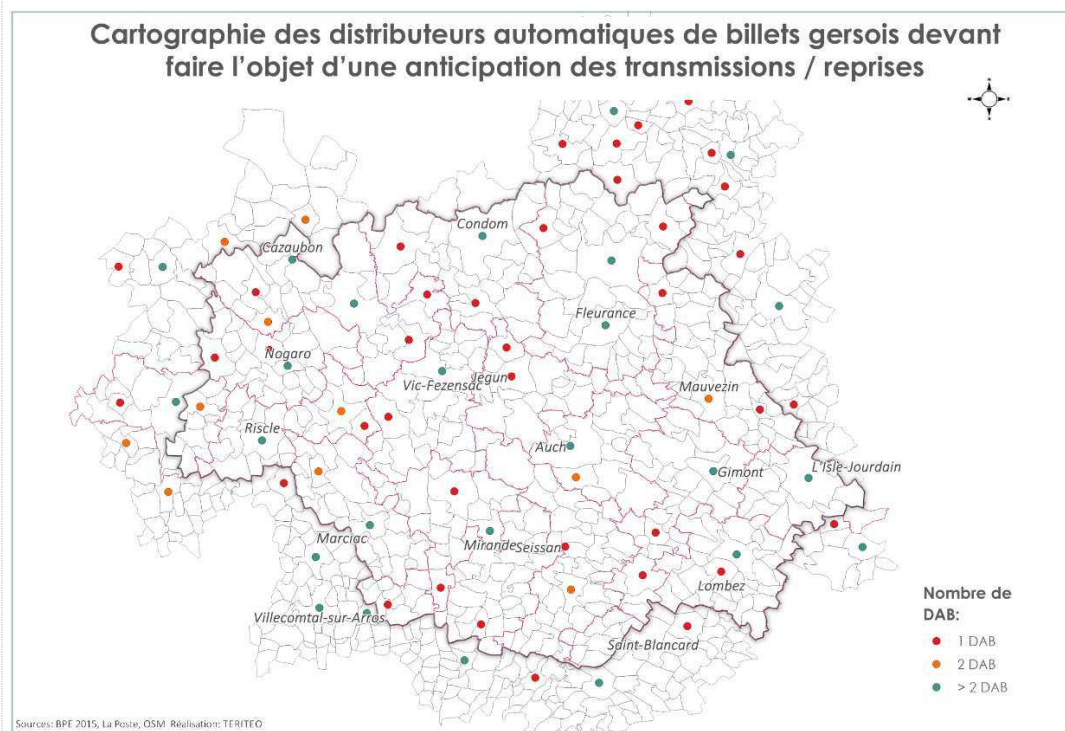 Cartographie des distributeurs automatiques de billets gersois devant
faire l'objet d'une anticipation des transmissions / reprises
Condom
Cazaubon
Fleurance
Nogaro
Jegun
Vic-Fezensac
Mauvezin
Riscle
Auch
Gimont
L'Isle-Jourdain
Marciac
Mirande
Seissan
Lombez
Villecomtal-sur-Arros
Saint-Blancard
Nombre de
DAB:
1 DAB
2 DAB
> 2 DAB
Sources: BPE 2015, La Poste, OSM Réalisation: TERITEO